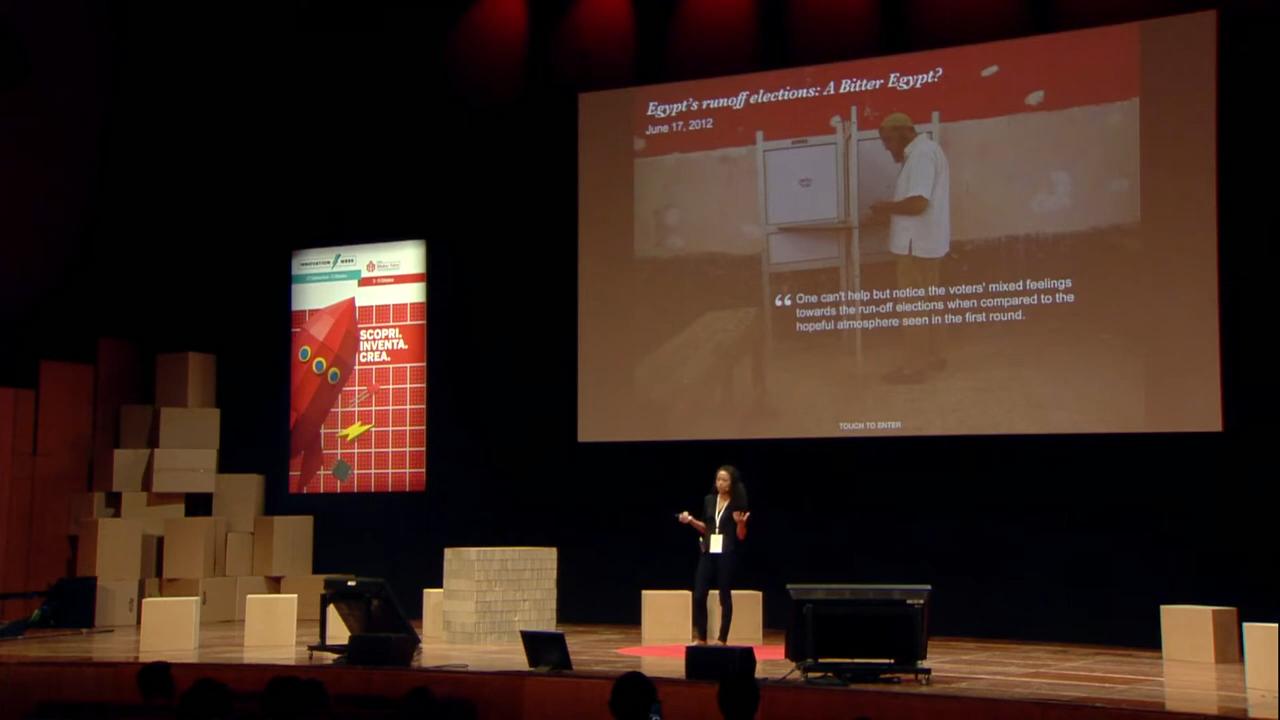 Egypt's runoff elections: A Bitter Egypt?
June 17, 2012
“ One can't help but notice the voters' mixed feelings
towards the run-off elections when compared to the
hopeful atmosphere seen in the first round.
TOUCH TO ENTER
INNOVATION WEEK
SCOPRI.
INVENTA.
CREA.